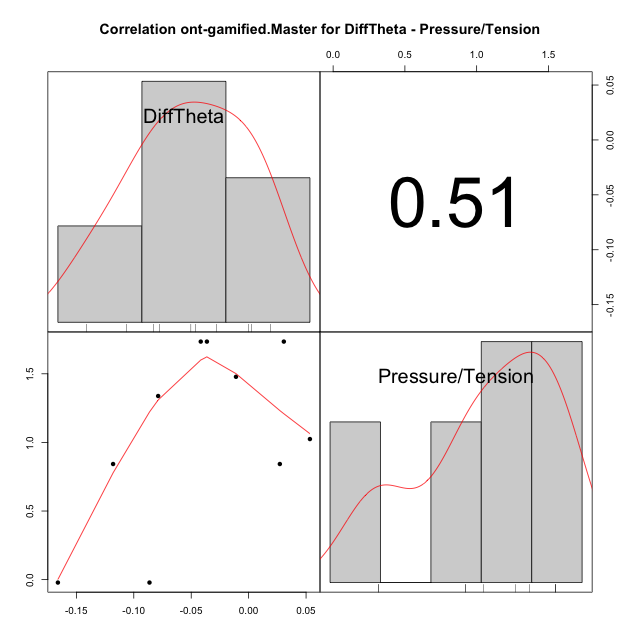 Correlation ont-gamified.Master for DiffTheta - Pressure/Tension
0.0 0.5 1.0 1.5
DiffTheta
0.51
0.05
0.00
-0.05
-0.10
-0.15
Pressure/Tension
1.5
1.0
0.5
0.0
-0.15 -0.10 -0.05 0.00 0.05